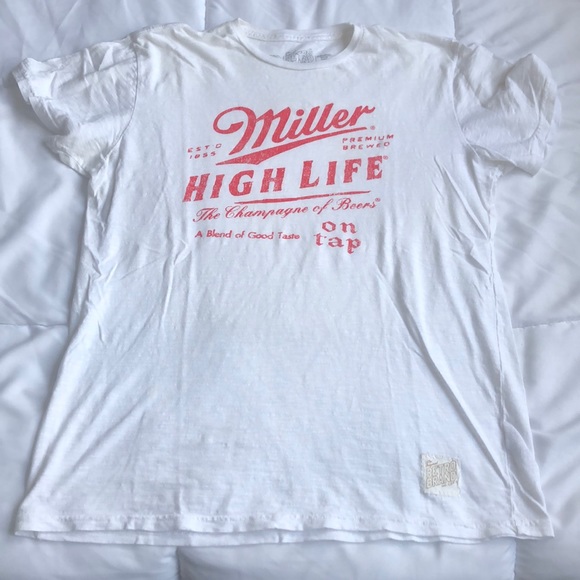 Miller
ESTD 1855
PREMIUM BREWED
HIGH LIFE®
The Champagne of Beers®
A Blend of Good Taste
on tap